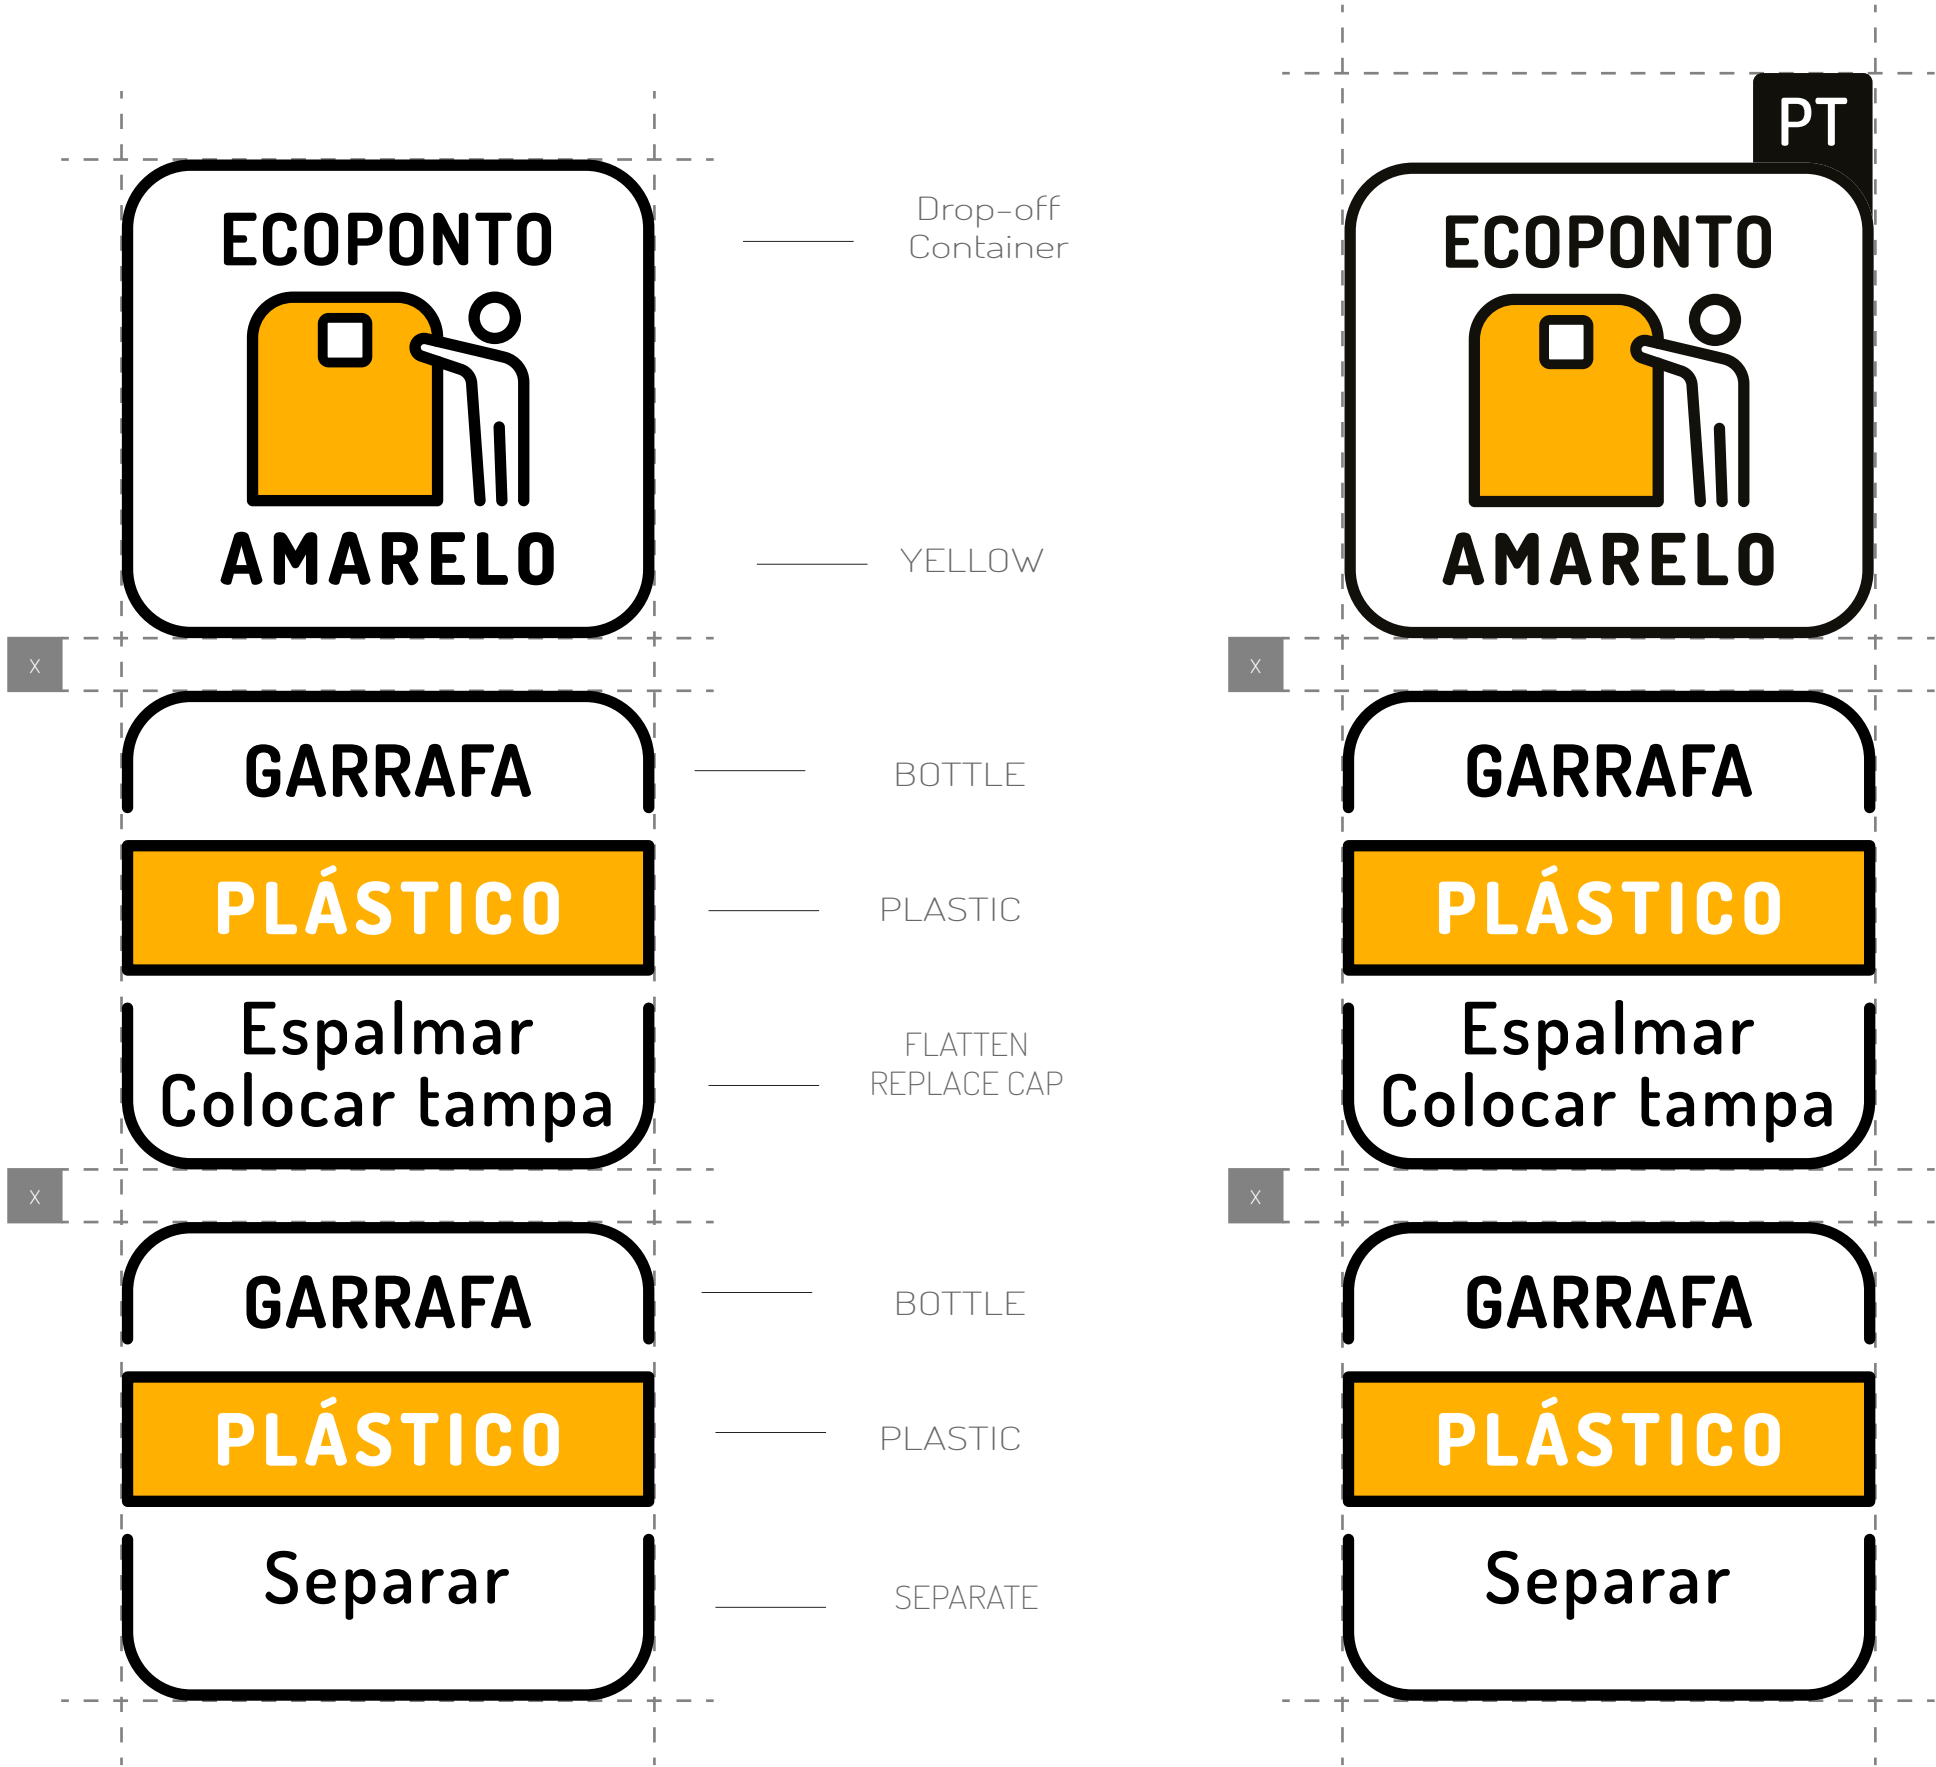 ECOPONTO
AMARELO
X
GARRAFA
PLÁSTICO
Espalmar
Colocar tampa
X
GARRAFA
PLÁSTICO
Separar
Drop-off
Container
YELLOW
BOTTLE
PLASTIC
FLATTEN
REPLACE CAP
BOTTLE
PLASTIC
SEPARATE
PT
ECOPONTO
AMARELO
X
GARRAFA
PLÁSTICO
Espalmar
Colocar tampa
X
GARRAFA
PLÁSTICO
Separar